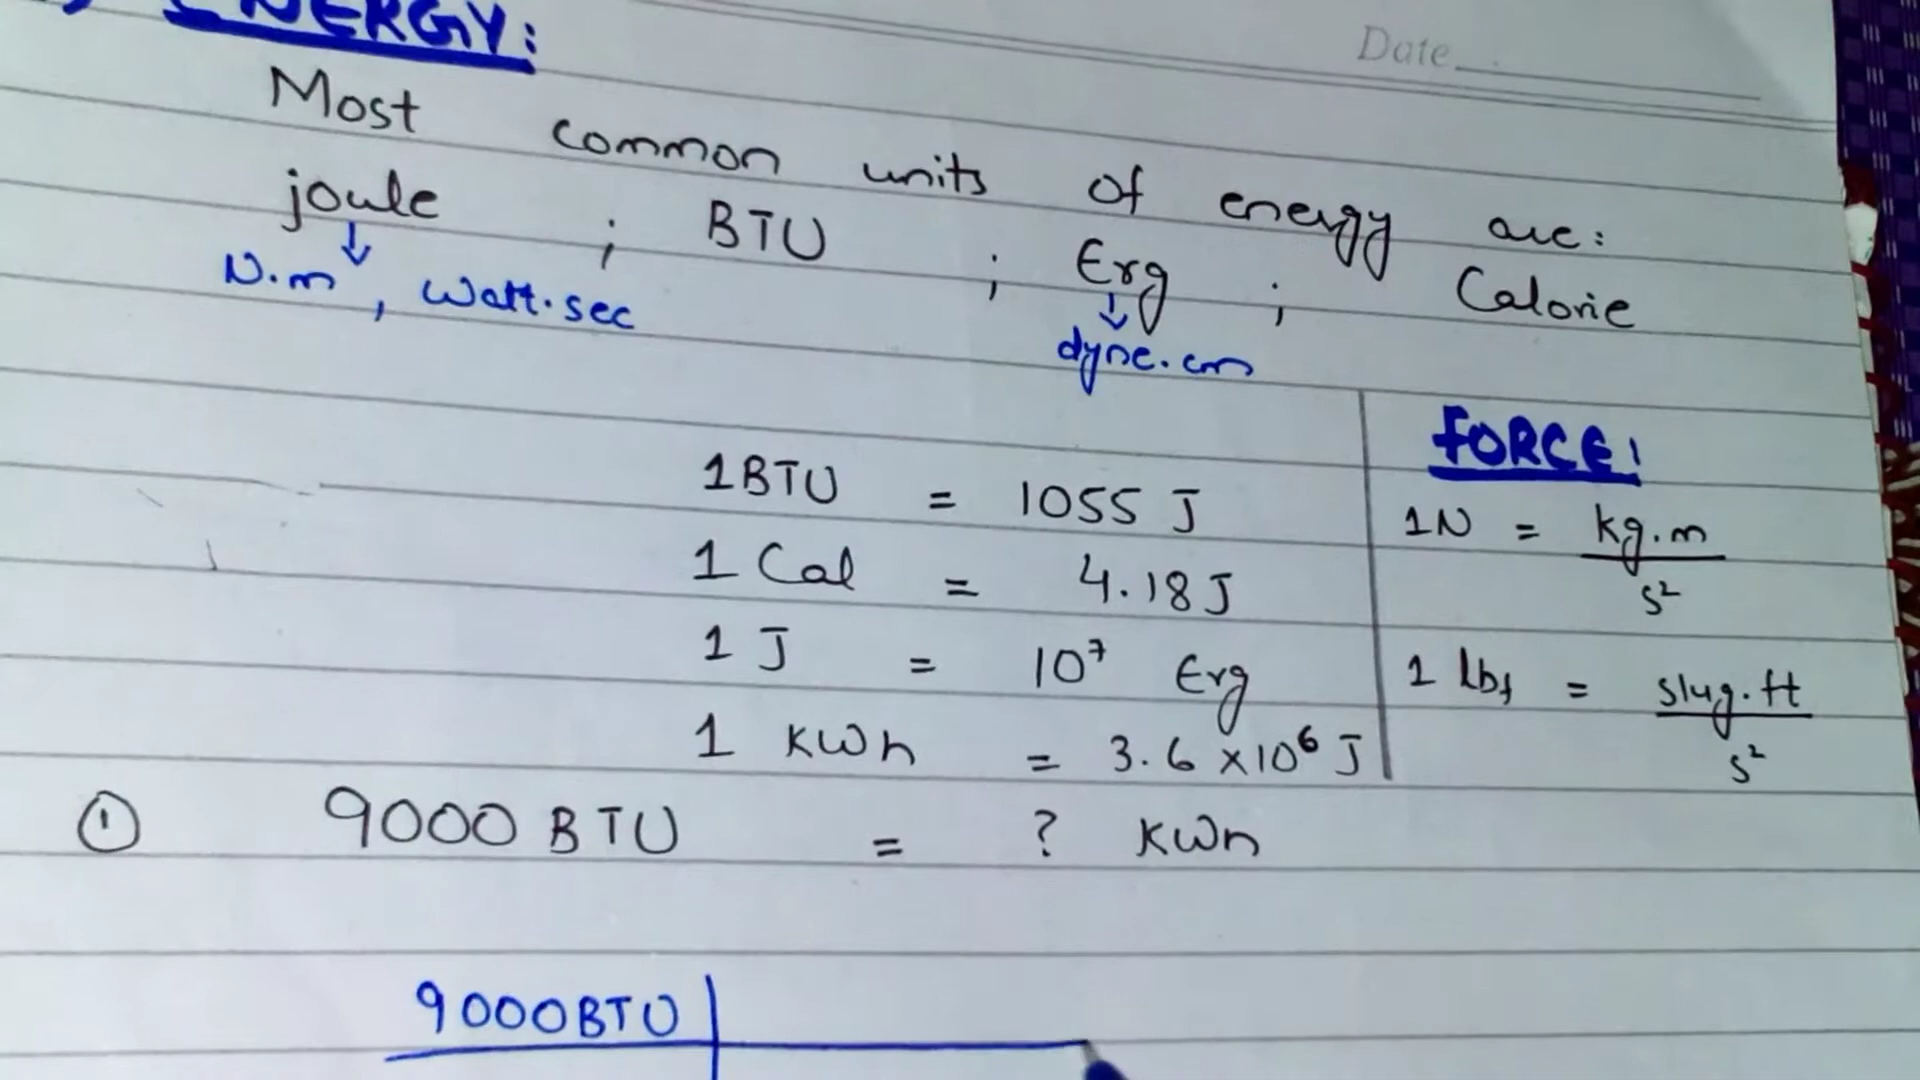 ENERGY:
Date
Most common units of energy are:
joule ; BTU ; Erg ; Calorie
N.m , Watt.sec
dyne.cm
1BTU = 1055 J
1 Cal = 4.18J
1 J = 10⁷ Erg
1 kWh = 3.6 ×10⁶ J
FORCE:
1N = kg.m / s²
1 lbf = slug.ft / s²
① 9000 BTU = ? kWh
9000BTU